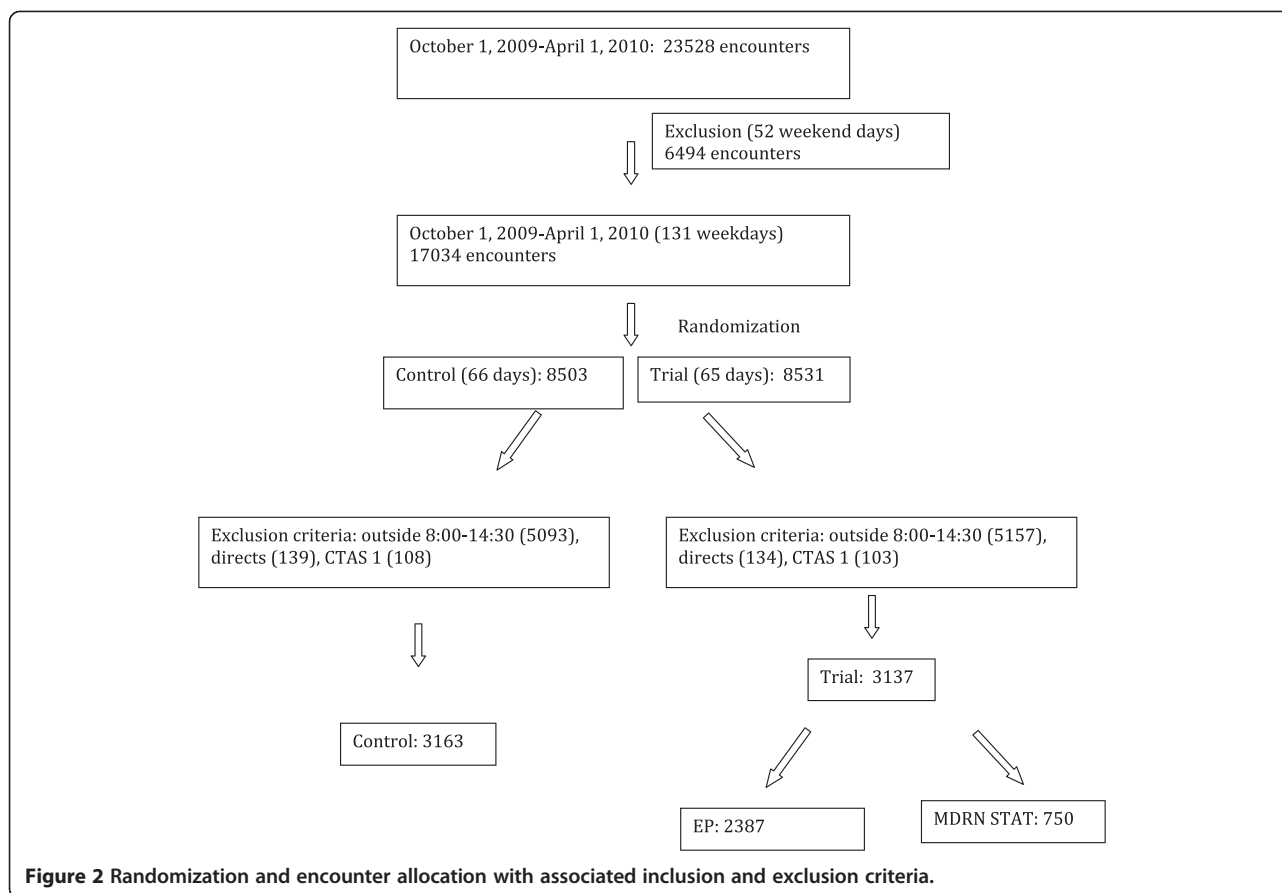 October 1, 2009-April 1, 2010: 23528 encounters
Exclusion (52 weekend days)
6494 encounters
October 1, 2009-April 1, 2010 (131 weekdays)
17034 encounters
Randomization
Control (66 days): 8503
Trial (65 days): 8531
Exclusion criteria: outside 8:00-14:30 (5093),
directs (139), CTAS 1 (108)
Exclusion criteria: outside 8:00-14:30 (5157),
directs (134), CTAS 1 (103)
Trial: 3137
Control: 3163
EP: 2387
MDRN STAT: 750
Figure 2 Randomization and encounter allocation with associated inclusion and exclusion criteria.